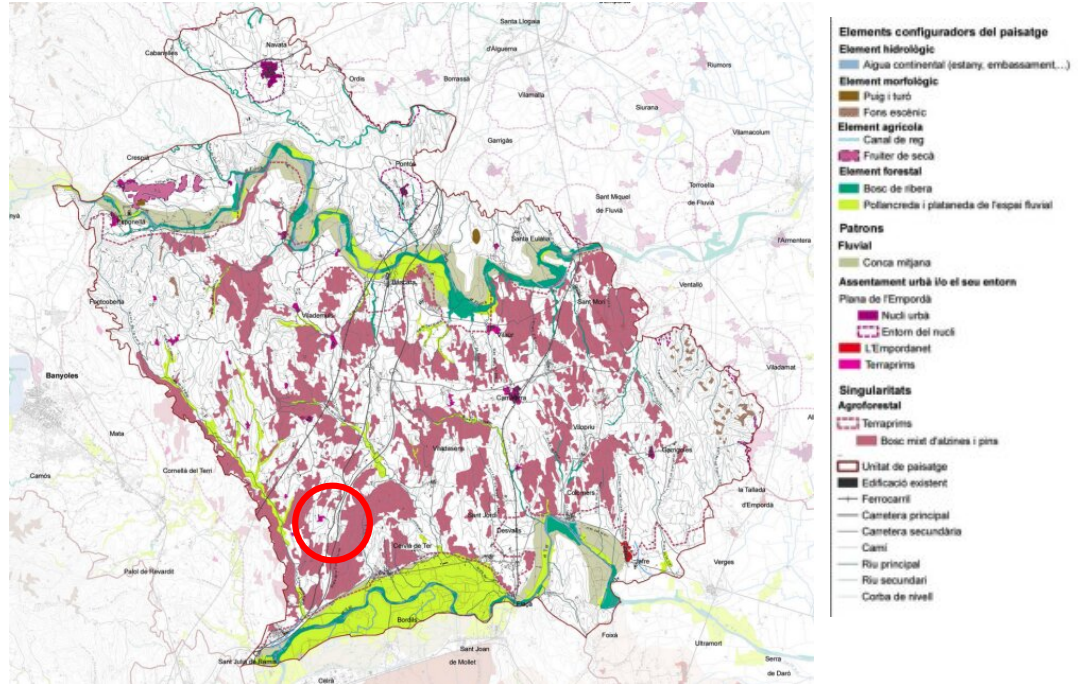 Santa Llogaia
d'Àlguema
Navata
Cabanelles
Ordis
Borrassà
Riumors
Vilamalla
Siurana
Garrigàs
Vilamacolum
Crespià
Pontós
Torroella
de Fluvià
Sant Miquel
de Fluvià
Santa Eulàlia
l'Armentera
Ventalló
Sant Mori
Bàscara
Viladamat
Banyoles
Camallera
Mata
Vilopriu
Garrigoles
Camós
Cornellà del Terri
Colomers
la Tallada
d'Empordà
Sant Jordi
Desvalls
Cervià de Ter
Jafre
Verges
Palol de Revardit
Bordils
Foixà
Ultramort
Sant Julià de Ramis
Sant Joan
de Mollet
Serra
de Daró
Celrà
Elements configuradors del paisatge
Element hidrològic
Aigua continental (estany, embassament,...)
Element morfològic
Puig i turó
Fons escènic
Element agrícola
Canal de reg
Fruiter de secà
Element forestal
Bosc de ribera
Pollancreda i plataneda de l'espai fluvial
Patrons
Fluvial
Conca mitjana
Assentament urbà i/o el seu entorn
Plana de l'Empordà
Nucli urbà
Entorn del nucli
L'Empordanet
Terraprims
Singularitats
Agroforestal
Terraprims
Bosc mixt d'alzines i pins
Unitat de paisatge
Edificació existent
Ferrocarril
Carretera principal
Carretera secundària
Camí
Riu principal
Riu secundari
Corba de nivell